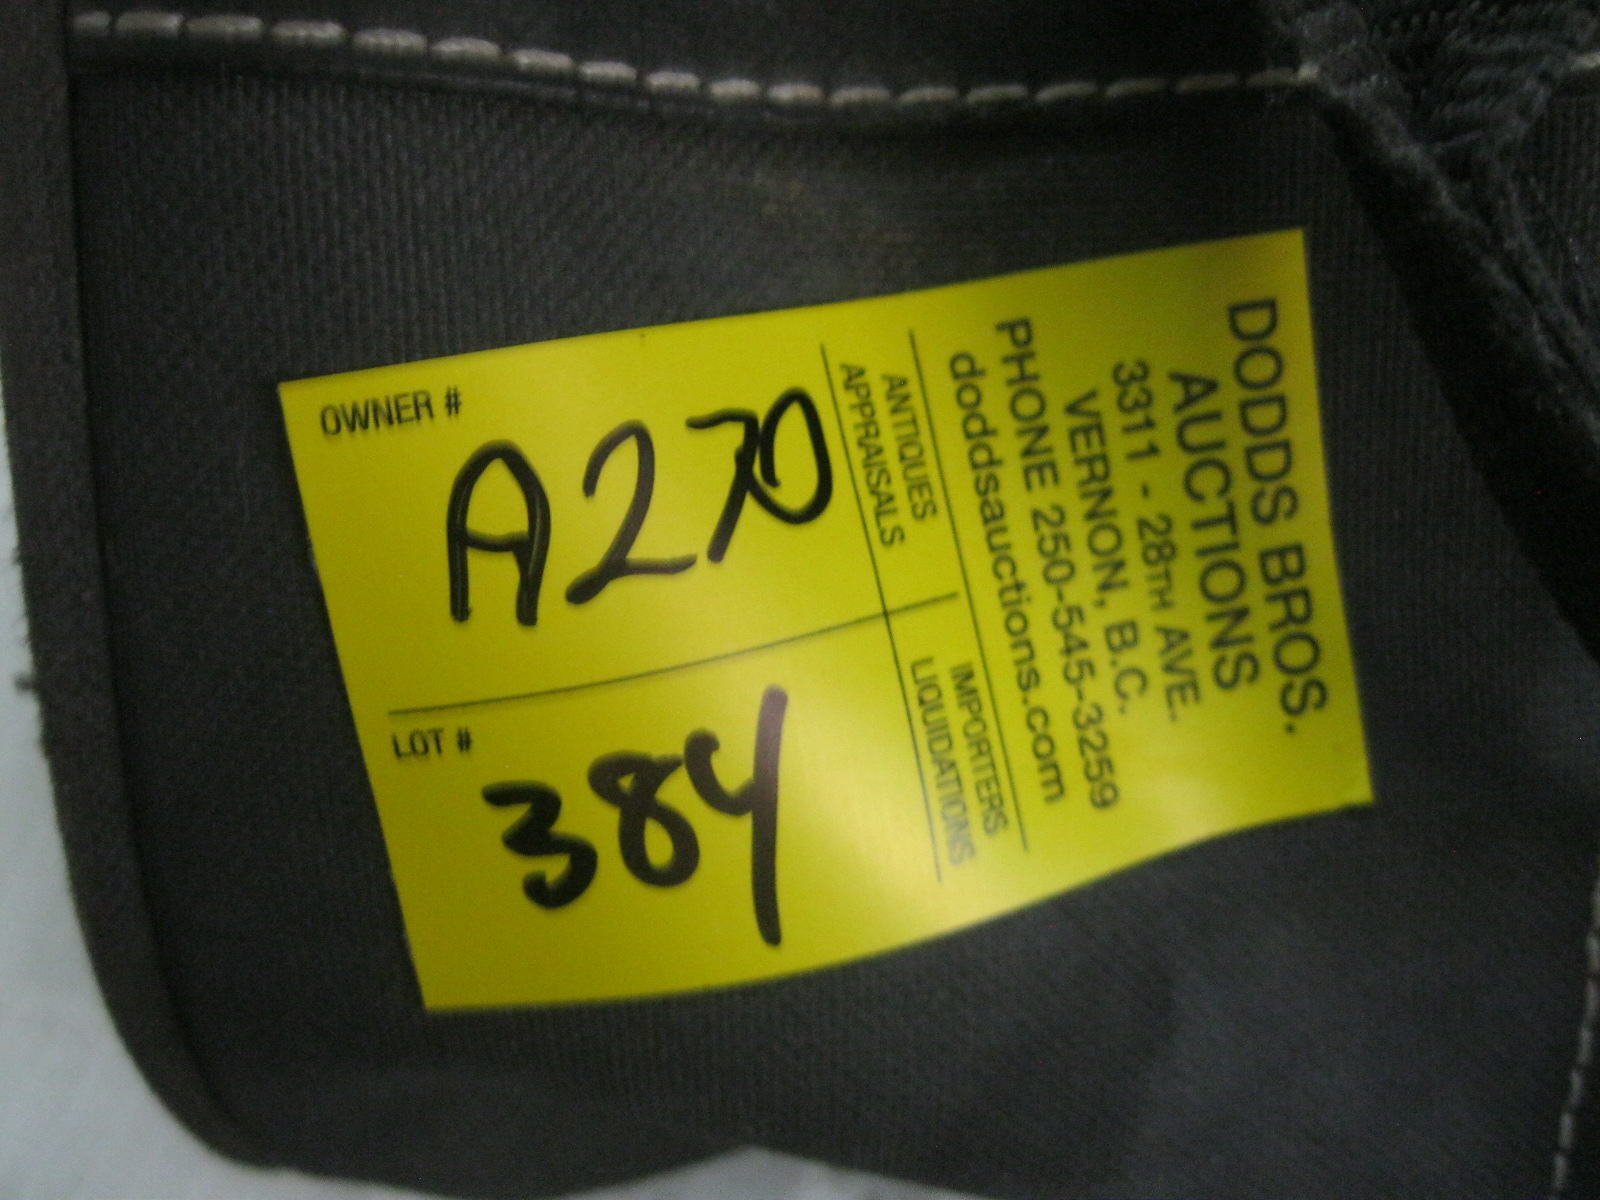 DODDS BROS.
AUCTIONS
3311 - 28TH AVE.
VERNON, B.C.
PHONE 250-545-3259
doddsauctions.com
ANTIQUES
APPRAISALS
IMPORTERS
LIQUIDATIONS
OWNER #
A270
LOT #
384